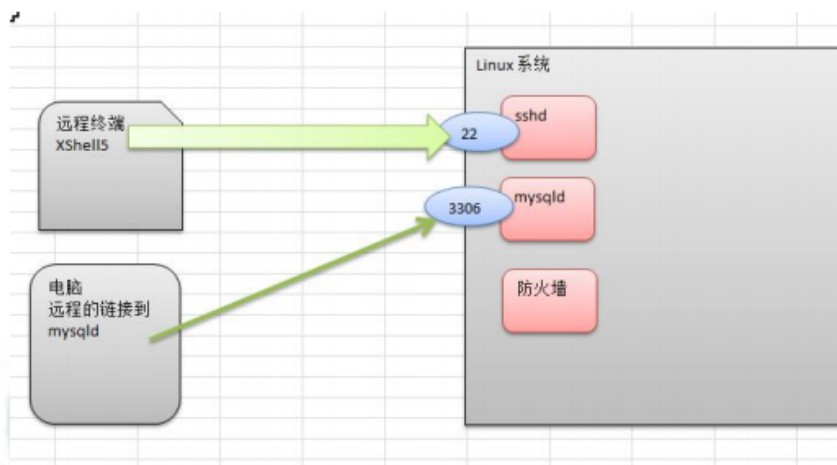 Linux 系统
远程终端
XShell5
22
sshd
3306
mysqld
电脑
远程的链接到
mysqld
防火墙